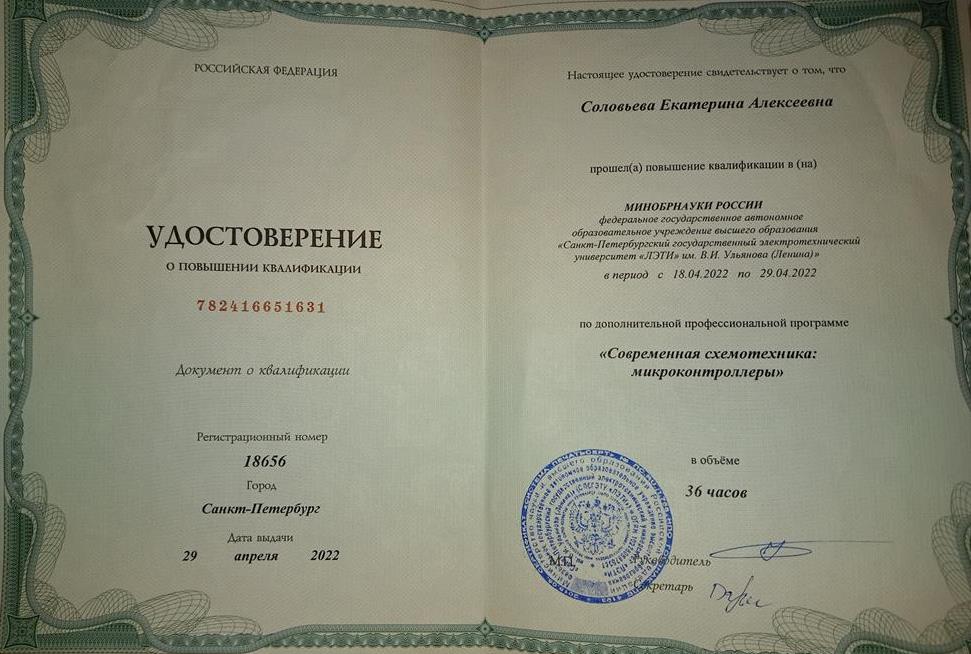 РОССИЙСКАЯ ФЕДЕРАЦИЯ
УДОСТОВЕРЕНИЕ
О ПОВЫШЕНИИ КВАЛИФИКАЦИИ
782416651631
Документ о квалификации
Регистрационный номер
18656
Город
Санкт-Петербург
Дата выдачи
29 апреля 2022
Настоящее удостоверение свидетельствует о том, что
Соловьева Екатерина Алексеевна
прошел(а) повышение квалификации в (на)
МИНОБРНАУКИ РОССИИ
федеральное государственное автономное
образовательное учреждение высшего образования
«Санкт-Петербургский государственный электротехнический
университет «ЛЭТИ» им. В.И. Ульянова (Ленина)»
в период с 18.04.2022 по 29.04.2022
по дополнительной профессиональной программе
«Современная схемотехника:
микроконтроллеры»
в объёме
36 часов
М.П. Руководитель
Секретарь